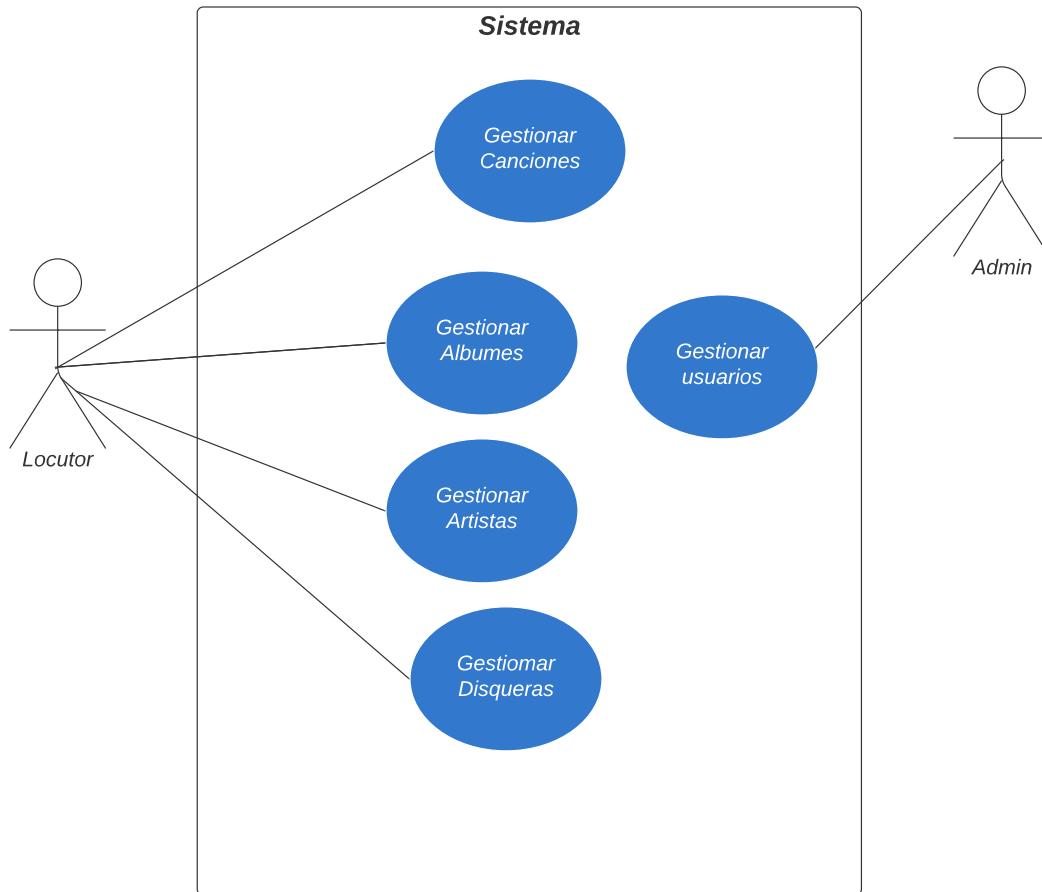 Sistema
Gestionar
Canciones
Admin
Gestionar
Albumes
Gestionar
usuarios
Locutor
Gestionar
Artistas
Gestiomar
Disqueras